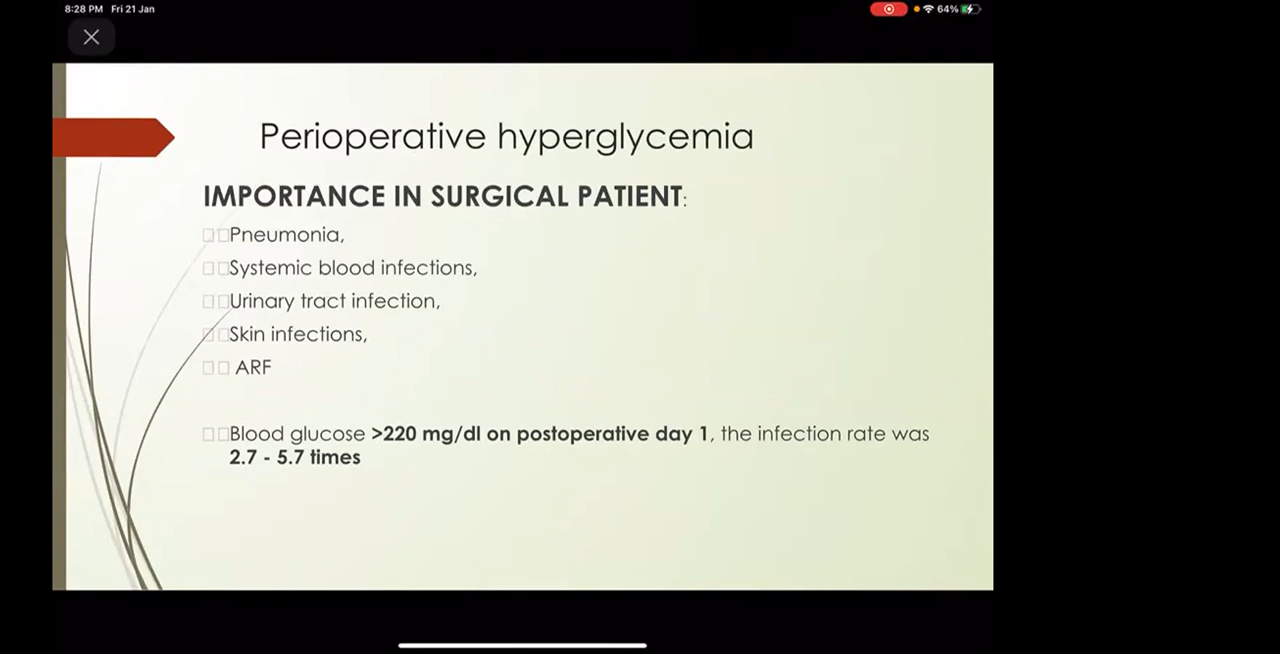 8:28 PM Fri 21 Jan
64%
Perioperative hyperglycemia
IMPORTANCE IN SURGICAL PATIENT:
Pneumonia,
Systemic blood infections,
Urinary tract infection,
Skin infections,
ARF
Blood glucose >220 mg/dl on postoperative day 1, the infection rate was
2.7 - 5.7 times